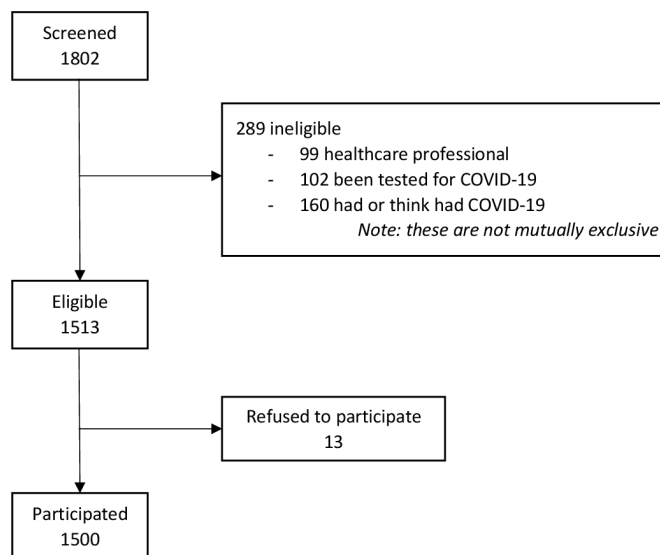 Screened
1802
289 ineligible
- 99 healthcare professional
- 102 been tested for COVID-19
- 160 had or think had COVID-19
Note: these are not mutually exclusive
Eligible
1513
Refused to participate
13
Participated
1500